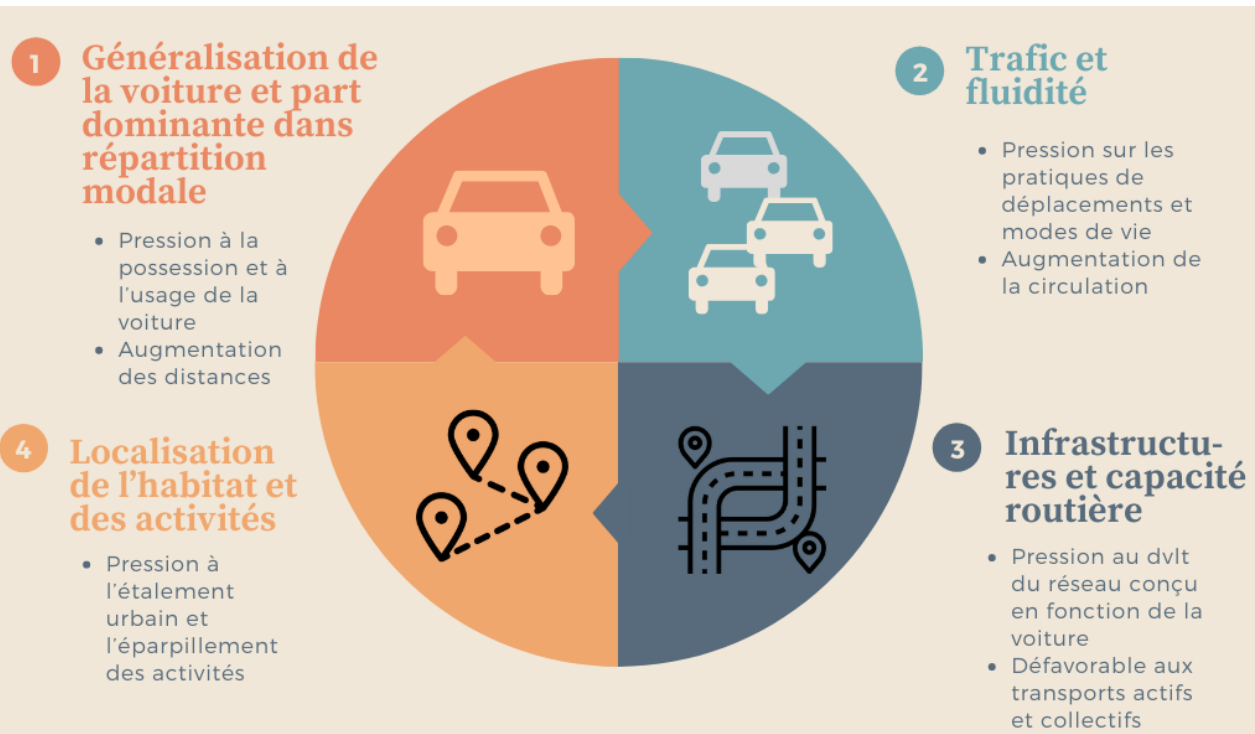 1
Généralisation de
la voiture et part
dominante dans
répartition
modale
• Pression à la
possession et à
l'usage de la
voiture
• Augmentation
des distances
2
Trafic et
fluidité
• Pression sur les
pratiques de
déplacements et
modes de vie
• Augmentation de
la circulation
3
Infrastructu-
res et capacité
routière
• Pression au dvlt
du réseau conçu
en fonction de la
voiture
• Défavorable aux
transports actifs
et collectifs
4
Localisation
de l'habitat et
des activités
• Pression à
l'étalement
urbain et
l'éparpillement
des activités